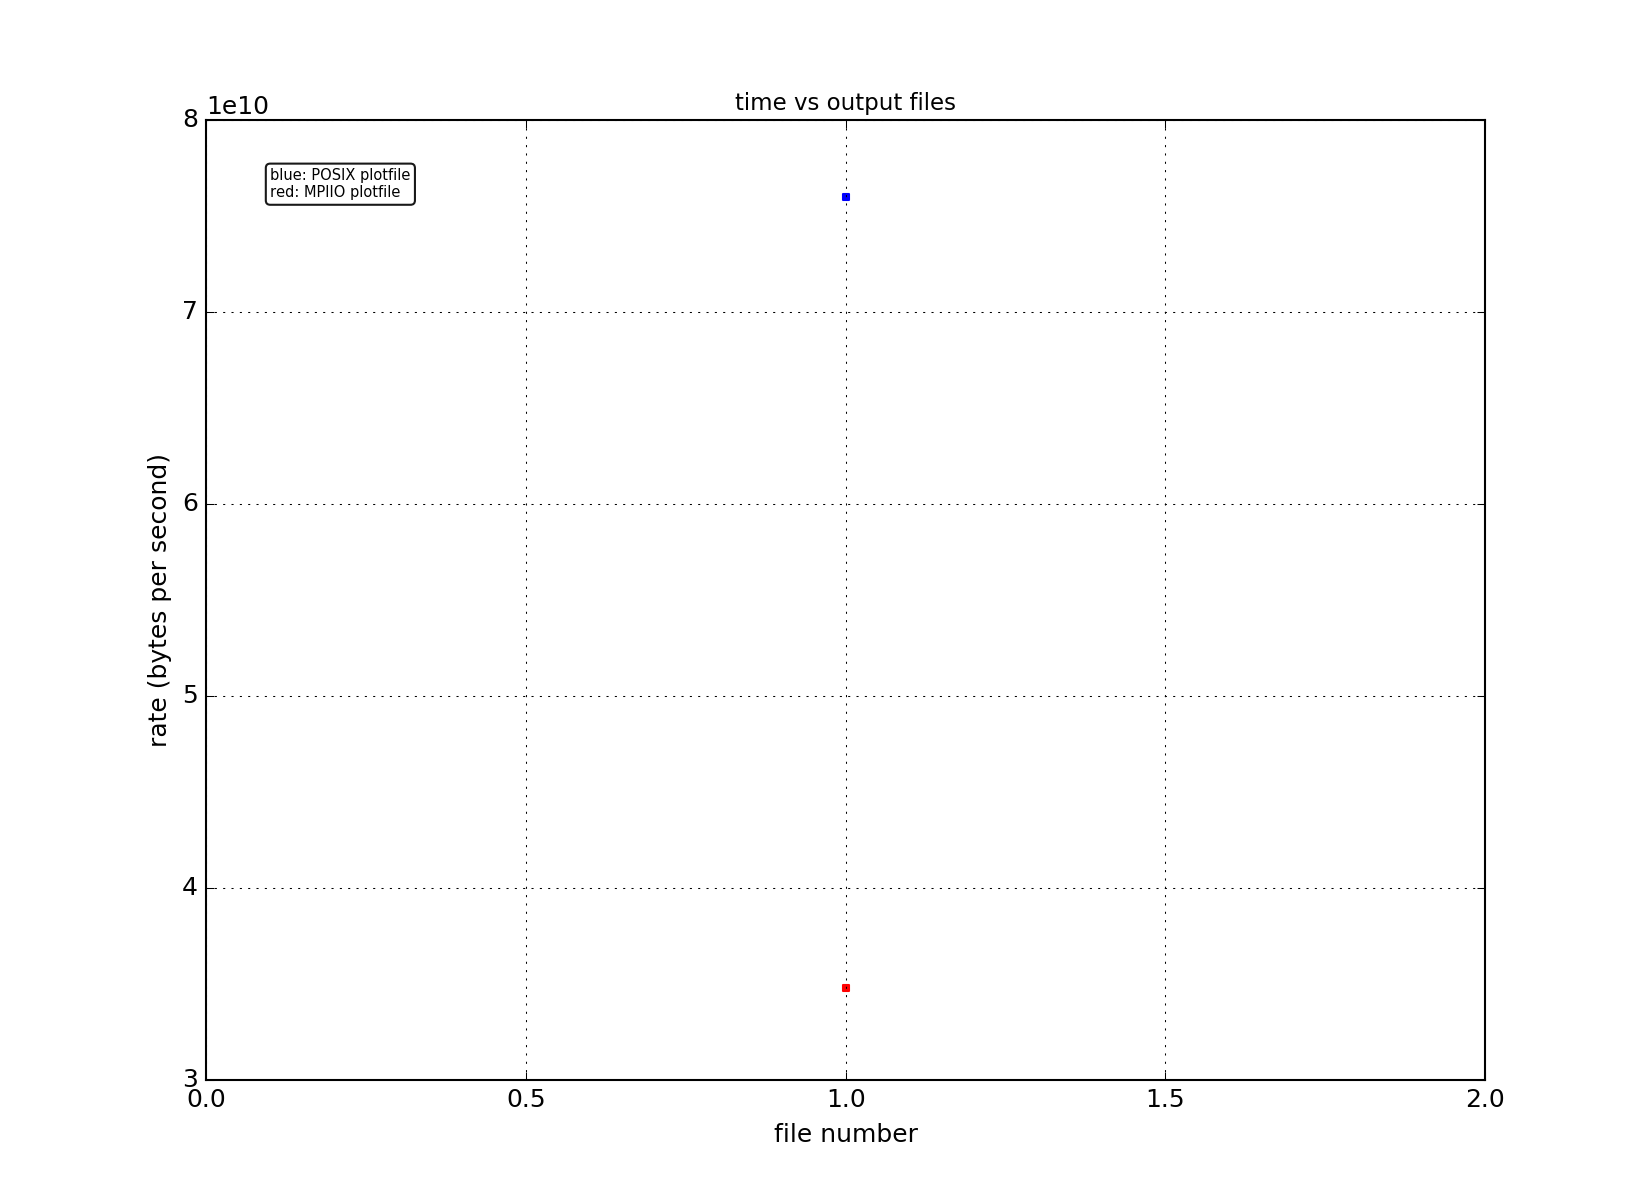 time vs output files
1e10
8
7
6
5
4
3
blue: POSIX plotfile
red: MPIIO plotfile
rate (bytes per second)
0.0 0.5 1.0 1.5 2.0
file number